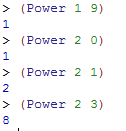 > (Power 1 9)
1
> (Power 2 0)
1
> (Power 2 1)
2
> (Power 2 3)
8